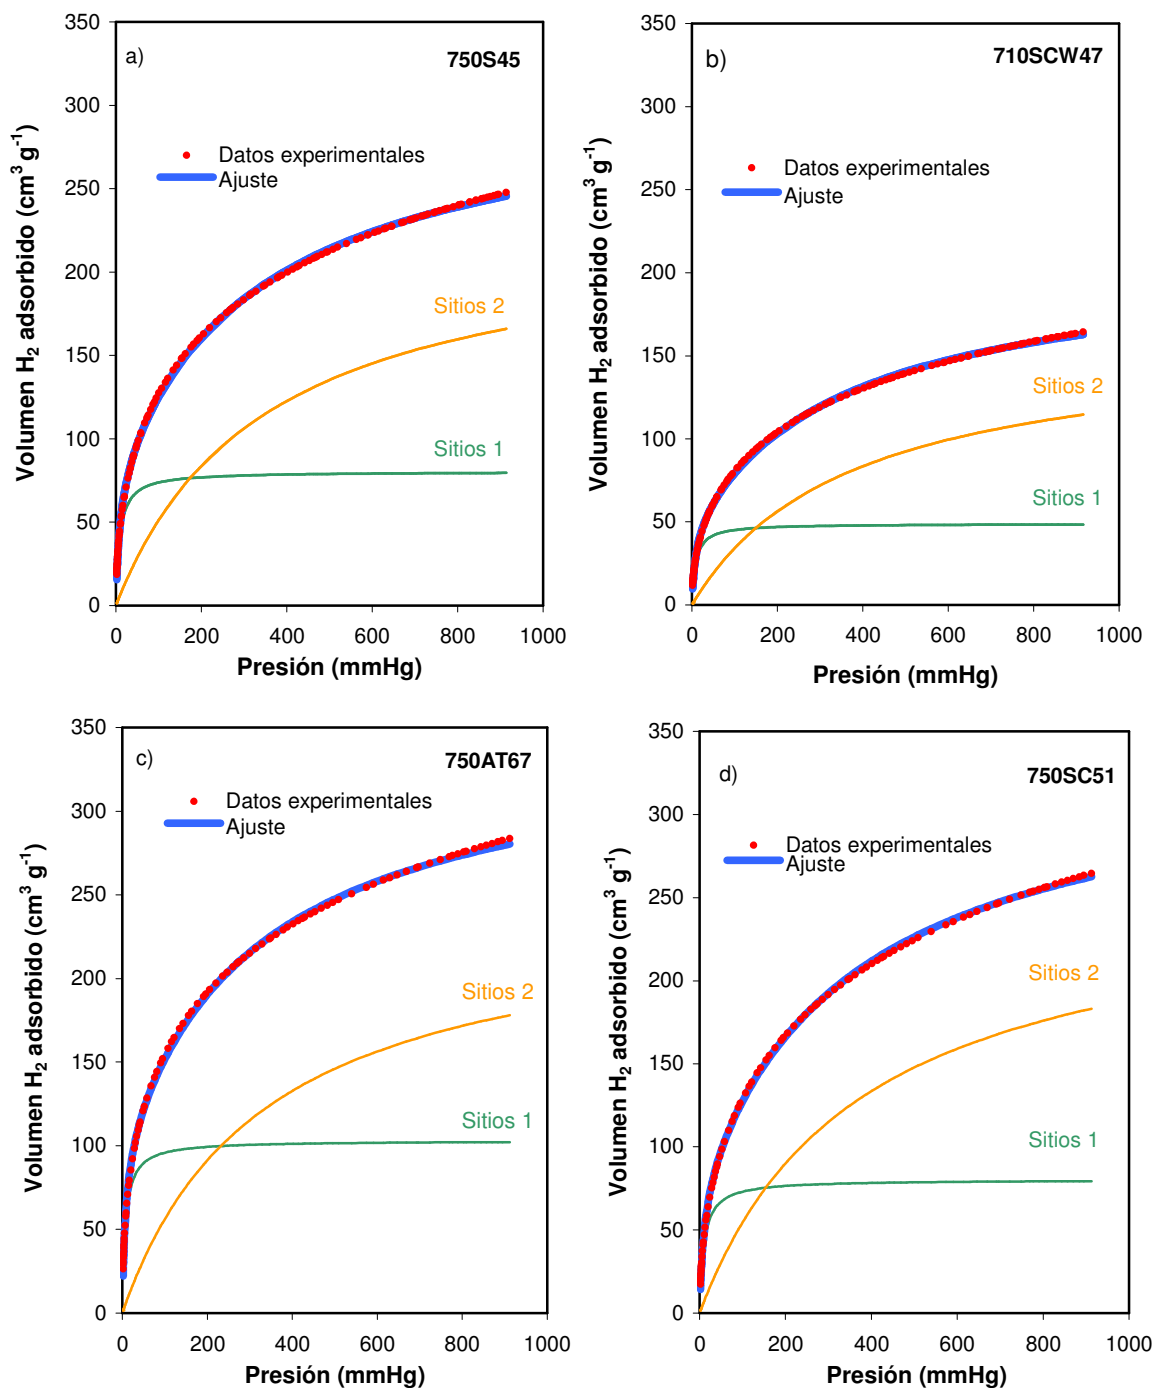 a)
750S45
Datos experimentales
Ajuste
Sitios 2
Sitios 1
350
300
250
200
150
100
50
0
0 200 400 600 800 1000
Volumen H₂ adsorbido (cm³ g⁻¹)
Presión (mmHg)
b)
710SCW47
Datos experimentales
Ajuste
Sitios 2
Sitios 1
350
300
250
200
150
100
50
0
0 200 400 600 800 1000
Volumen H₂ adsorbido (cm³ g⁻¹)
Presión (mmHg)
c)
750AT67
Datos experimentales
Ajuste
Sitios 2
Sitios 1
350
300
250
200
150
100
50
0
0 200 400 600 800 1000
Volumen H₂ adsorbido (cm³ g⁻¹)
Presión (mmHg)
d)
750SC51
Datos experimentales
Ajuste
Sitios 2
Sitios 1
350
300
250
200
150
100
50
0
0 200 400 600 800 1000
Volumen H₂ adsorbido (cm³ g⁻¹)
Presión (mmHg)